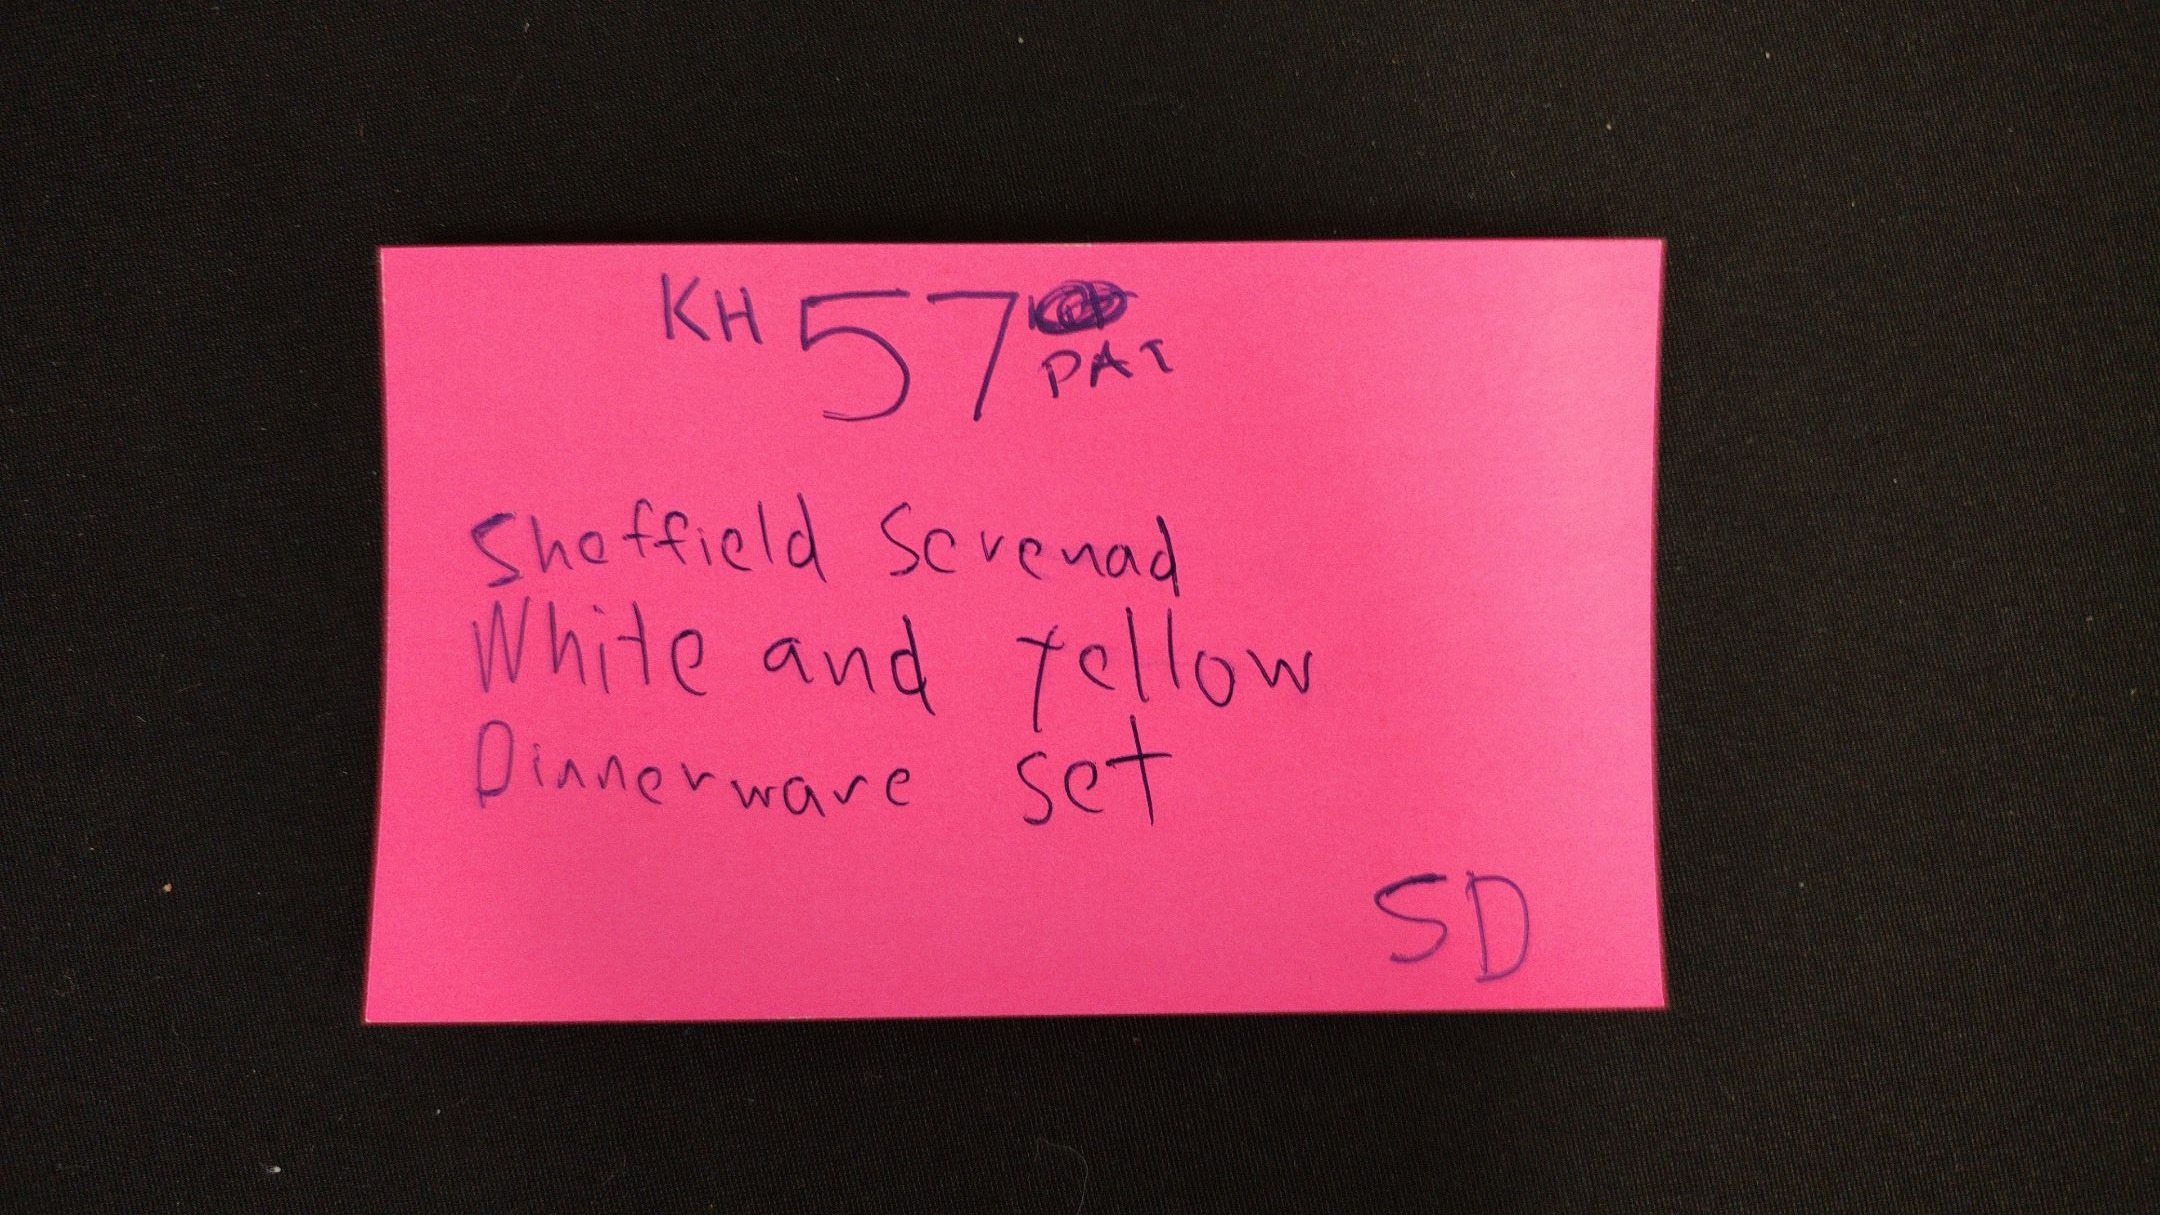 KH 57 PAT
Sheffield Serenad
White and Yellow
Dinnerware set
SD